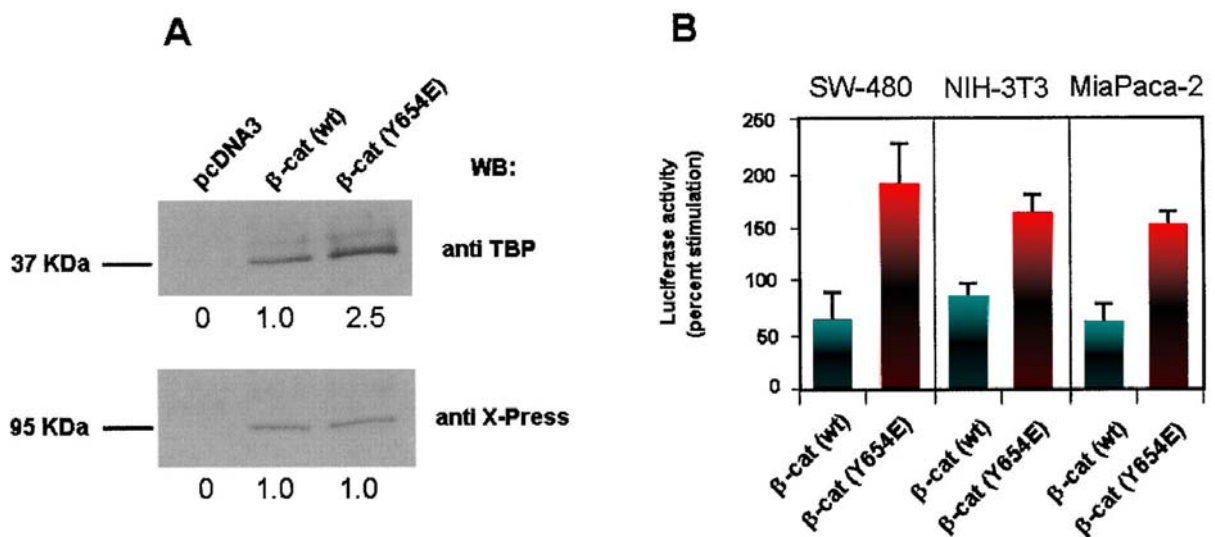 A
pcDNA3
β-cat (wt)
β-cat (Y654E)
WB:
37 KDa
anti TBP
0 1.0 2.5
95 KDa
anti X-Press
0 1.0 1.0
B
SW-480 NIH-3T3 MiaPaca-2
Luciferase activity
(percent stimulation)
250
200
150
100
50
0
β-cat (wt)
β-cat (Y654E)
β-cat (wt)
β-cat (Y654E)
β-cat (wt)
β-cat (Y654E)